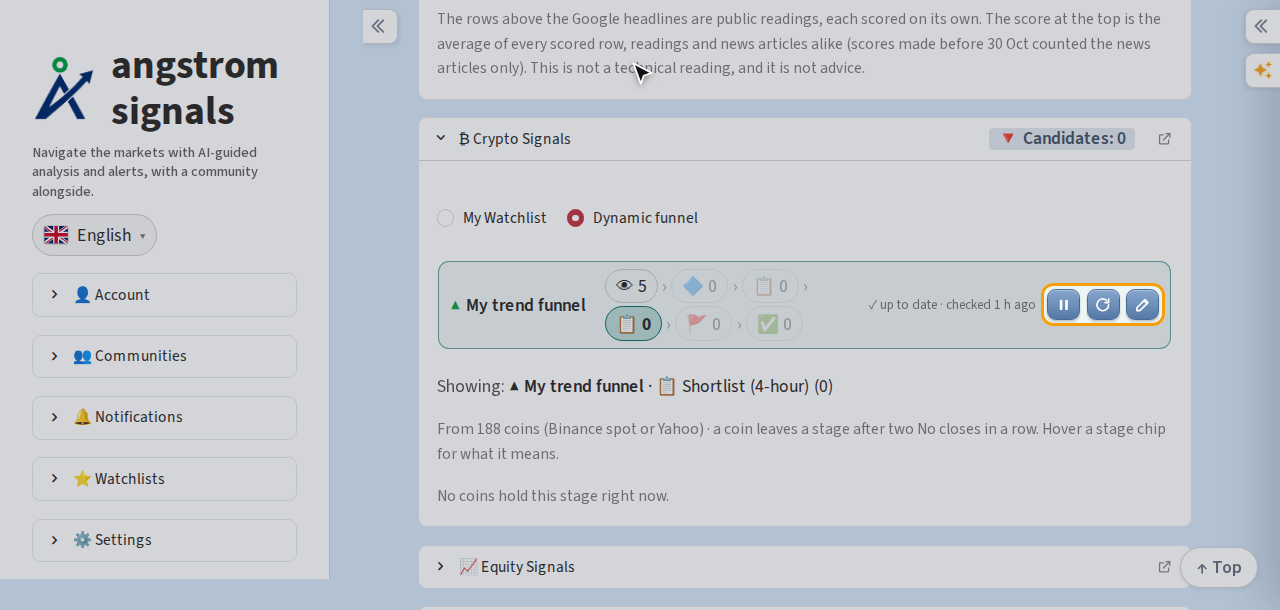 The rows above the Google headlines are public readings, each scored on its own. The score at the top is the
average of every scored row, readings and news articles alike (scores made before 30 Oct counted the news
articles only). This is not a technical reading, and it is not advice.
angstrom
signals
Navigate the markets with AI-guided
analysis and alerts, with a community
alongside.
English
Account
Communities
Notifications
Watchlists
Settings
₿ Crypto Signals
Candidates: 0
My Watchlist
Dynamic funnel
▲ My trend funnel
5 › 0 › 0 ›
0 › 0 › 0
✓ up to date · checked 1 h ago
Showing: ▲ My trend funnel · Shortlist (4-hour) (0)
From 188 coins (Binance spot or Yahoo) · a coin leaves a stage after two No closes in a row. Hover a stage chip
for what it means.
No coins hold this stage right now.
Equity Signals
↑ Top